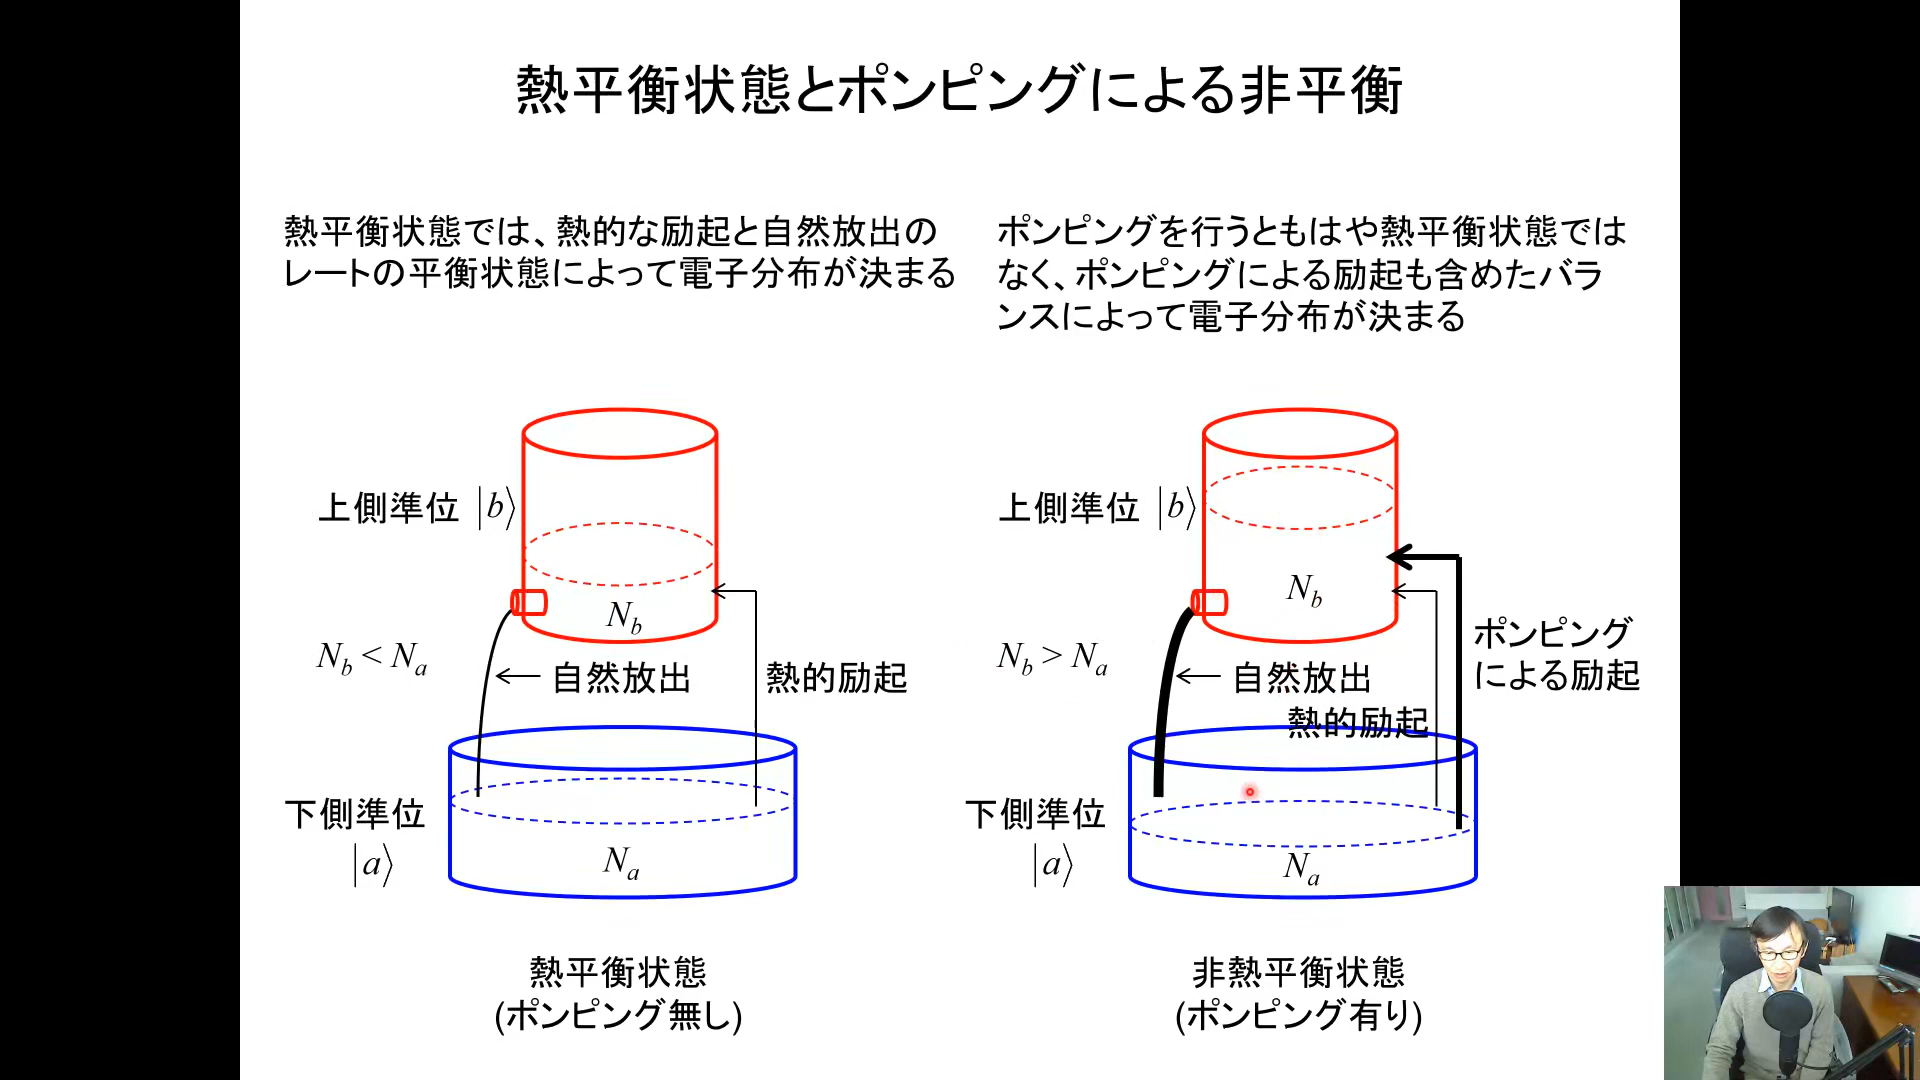 熱平衡状態とポンピングによる非平衡
熱平衡状態では、熱的な励起と自然放出の
レートの平衡状態によって電子分布が決まる
ポンピングを行うともはや熱平衡状態では
なく、ポンピングによる励起も含めたバラ
ンスによって電子分布が決まる
上側準位 |b⟩
N_b
N_b < N_a
自然放出
熱的励起
下側準位
|a⟩
N_a
熱平衡状態
(ポンピング無し)
上側準位 |b⟩
N_b
N_b > N_a
自然放出
熱的励起
ポンピング
による励起
下側準位
|a⟩
N_a
非熱平衡状態
(ポンピング有り)